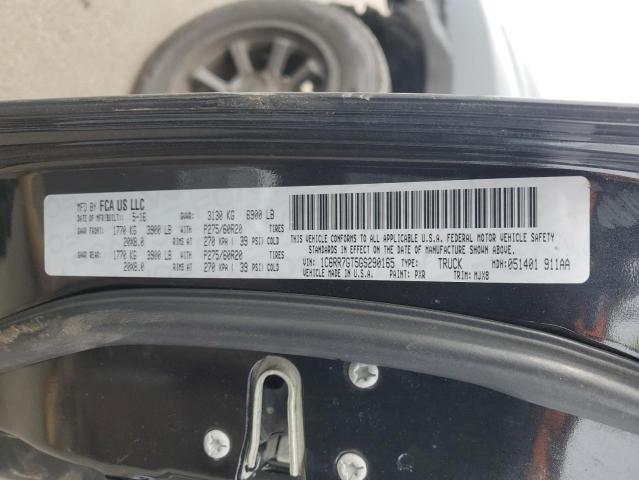 MFD BY FCA US LLC
DATE OF MFR/BUILT: 5-16 GVWR: 3130 KG 6900 LB
GAWR FRONT: 1770 KG 3900 LB WITH P275/60R20 TIRES
20X8.0 RIMS AT 270 KPA ( 39 PSI) COLD
GAWR REAR: 1770 KG 3900 LB WITH P275/60R20 TIRES
20X8.0 RIMS AT 270 KPA ( 39 PSI) COLD
THIS VEHICLE CONFORMS TO ALL APPLICABLE U.S.A. FEDERAL MOTOR VEHICLE SAFETY
STANDARDS IN EFFECT ON THE DATE OF MANUFACTURE SHOWN ABOVE.
VIN: 1C6RR7GT5GS290165 TYPE: TRUCK MDH: 051401 911AA
VEHICLE MADE IN U.S.A. PAINT: PXR TRIM: MJX8